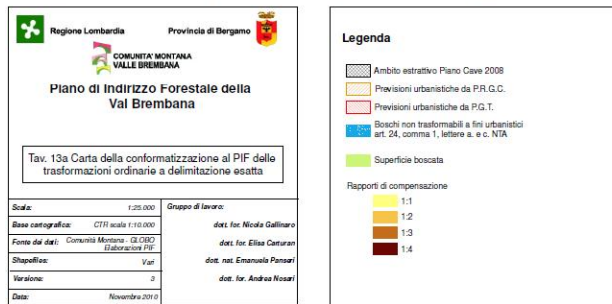 Regione Lombardia
Provincia di Bergamo
COMUNITA' MONTANA
VALLE BREMBANA
Piano di Indirizzo Forestale della
Val Brembana
Tav. 13a Carta della conformatizzazione al PIF delle
trasformazioni ordinarie a delimitazione esatta
Scala: 1:25.000
Base cartografica: CTR scala 1:10.000
Fonte dei dati: Comunità Montana - GLOBO
Elaborazioni PIF
Shapefiles: Vari
Versione: 3
Data: Novembre 2010
Gruppo di lavoro:
dott. for. Nicola Gallinaro
dott. for. Elisa Carturan
dott. nat. Emanuela Panseri
dott. for. Andrea Nosari
Legenda
Ambito estrattivo Piano Cave 2008
Previsioni urbanistiche da P.R.G.C.
Previsioni urbanistiche da P.G.T.
Boschi non trasformabili a fini urbanistici
art. 24, comma 1, lettere a. e c. NTA
Superficie boscata
Rapporti di compensazione
1:1
1:2
1:3
1:4